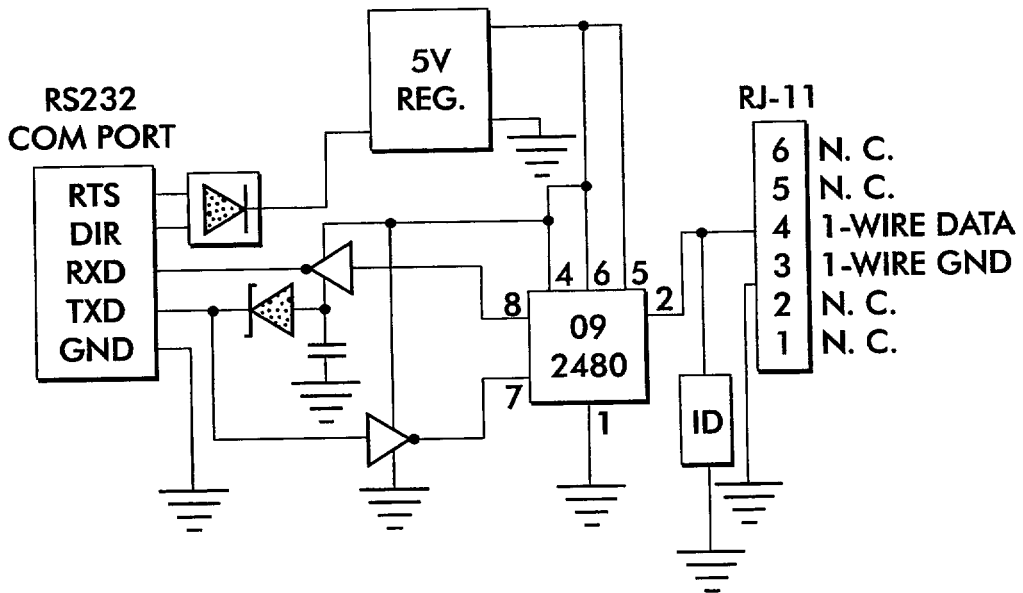 5V
REG.
RS232
COM PORT
RTS
DIR
RXD
TXD
GND
RJ-11
6 N. C.
5 N. C.
4 1-WIRE DATA
3 1-WIRE GND
2 N. C.
1 N. C.
4 6 5
8 2
09
2480
7
1
ID